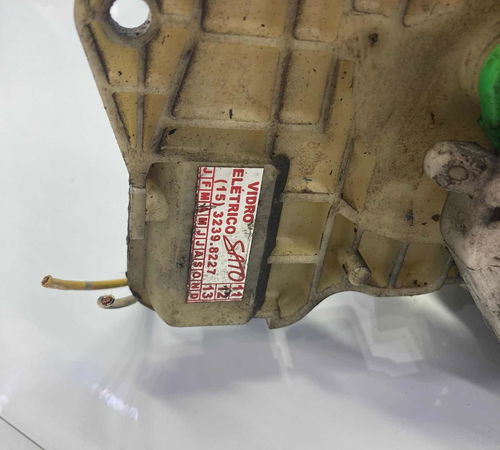 VIDRO
ELÉTRICO SATO
(15) 3239.8227
11
12
13
J F M A M J J A S O N D